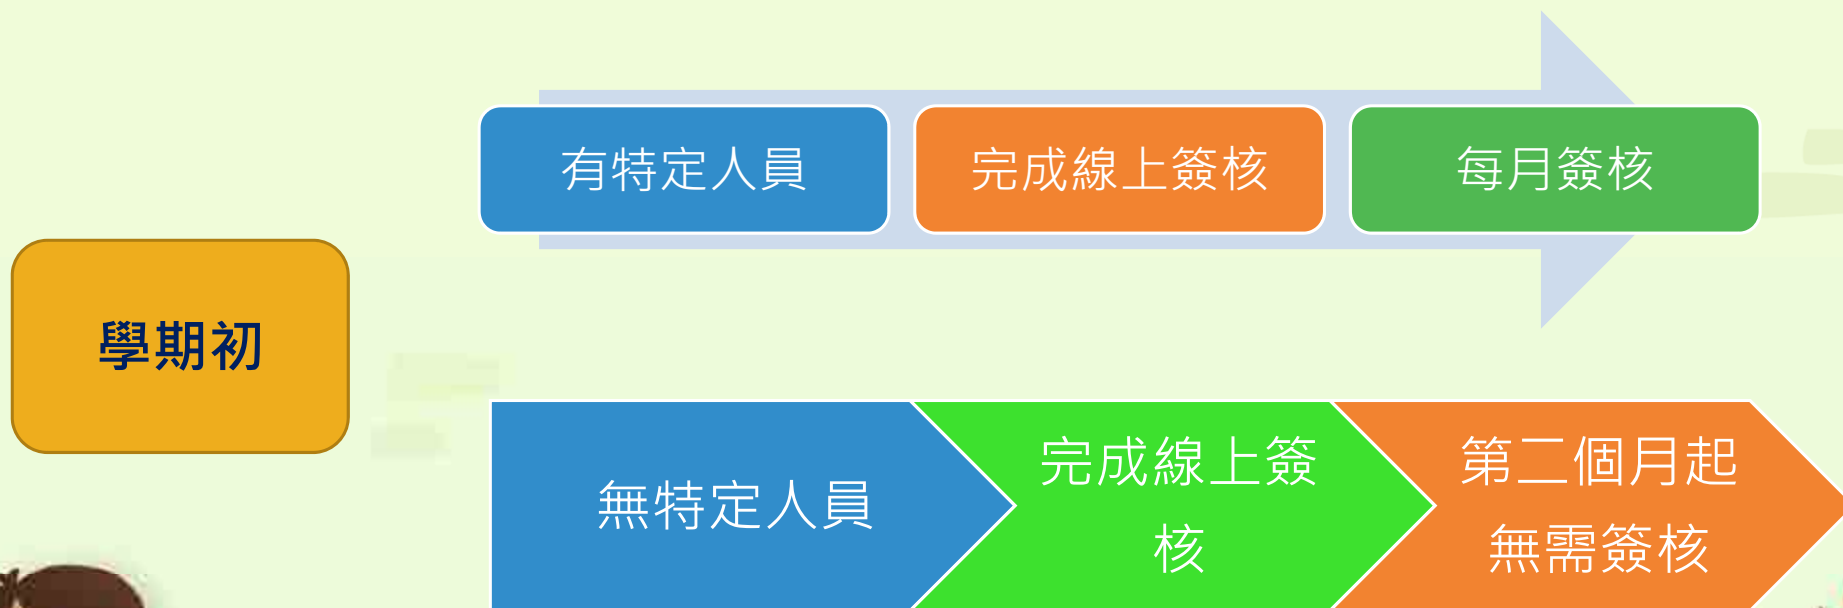 有特定人員
完成線上簽核
每月簽核
學期初
無特定人員
完成線上簽
核
第二個月起
無需簽核